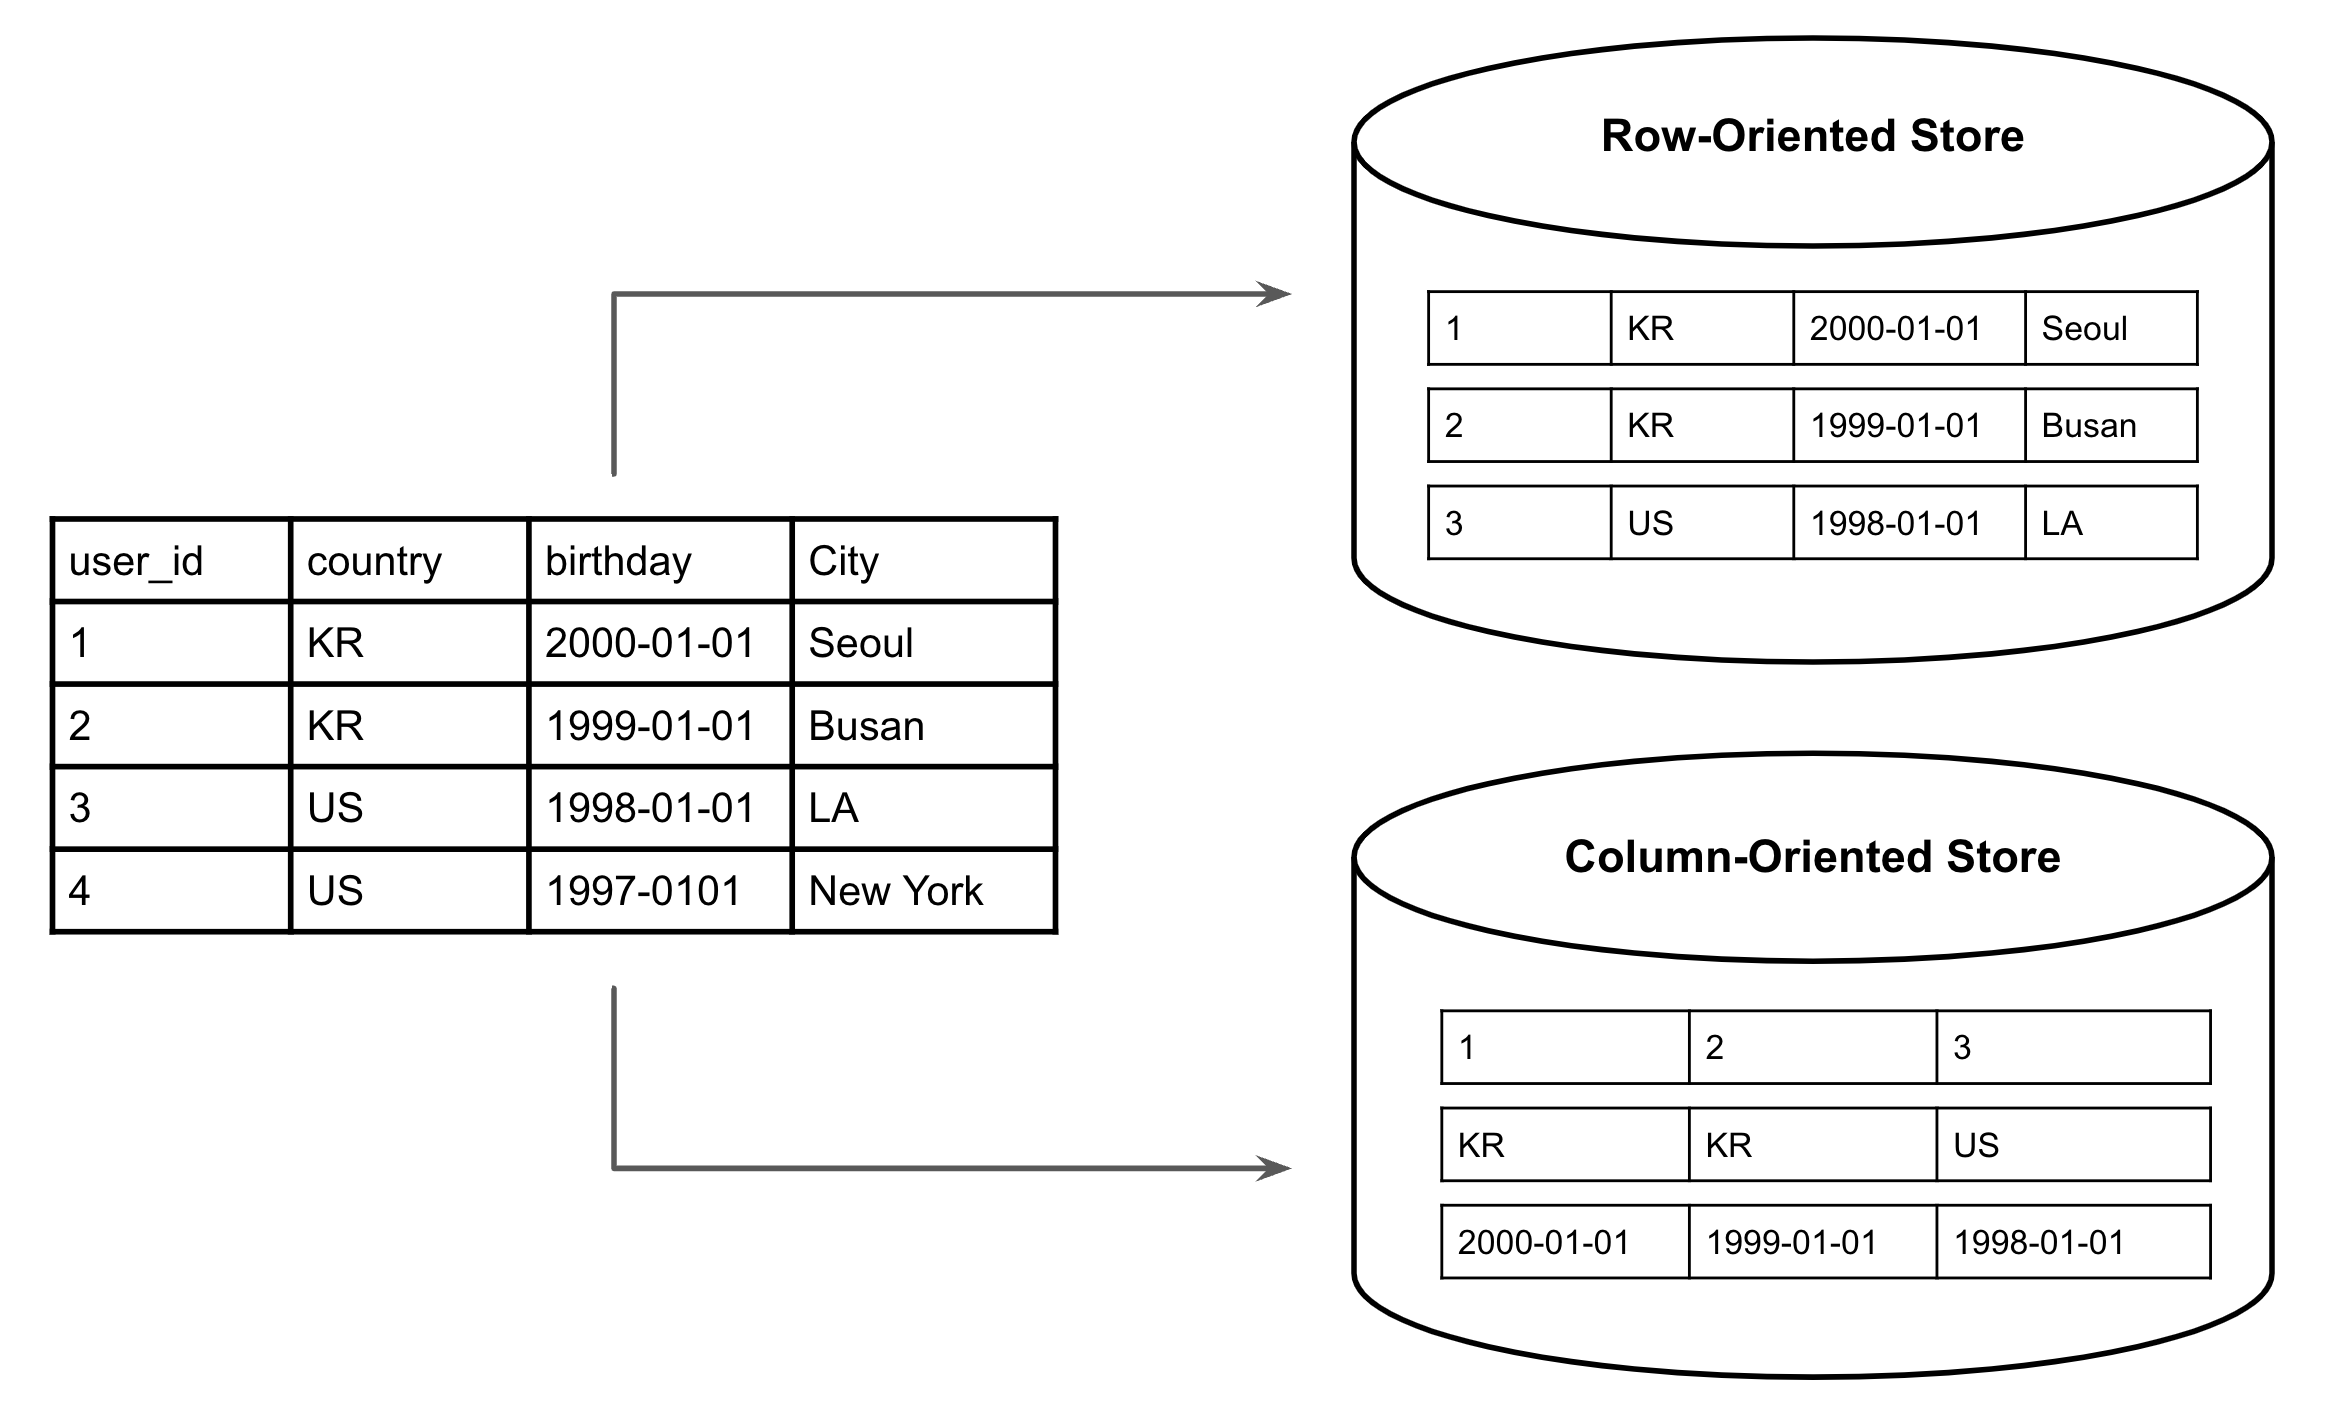 Row-Oriented Store
1 KR 2000-01-01 Seoul
2 KR 1999-01-01 Busan
3 US 1998-01-01 LA
user_id country birthday City
1 KR 2000-01-01 Seoul
2 KR 1999-01-01 Busan
3 US 1998-01-01 LA
4 US 1997-0101 New York
Column-Oriented Store
1 2 3
KR KR US
2000-01-01 1999-01-01 1998-01-01